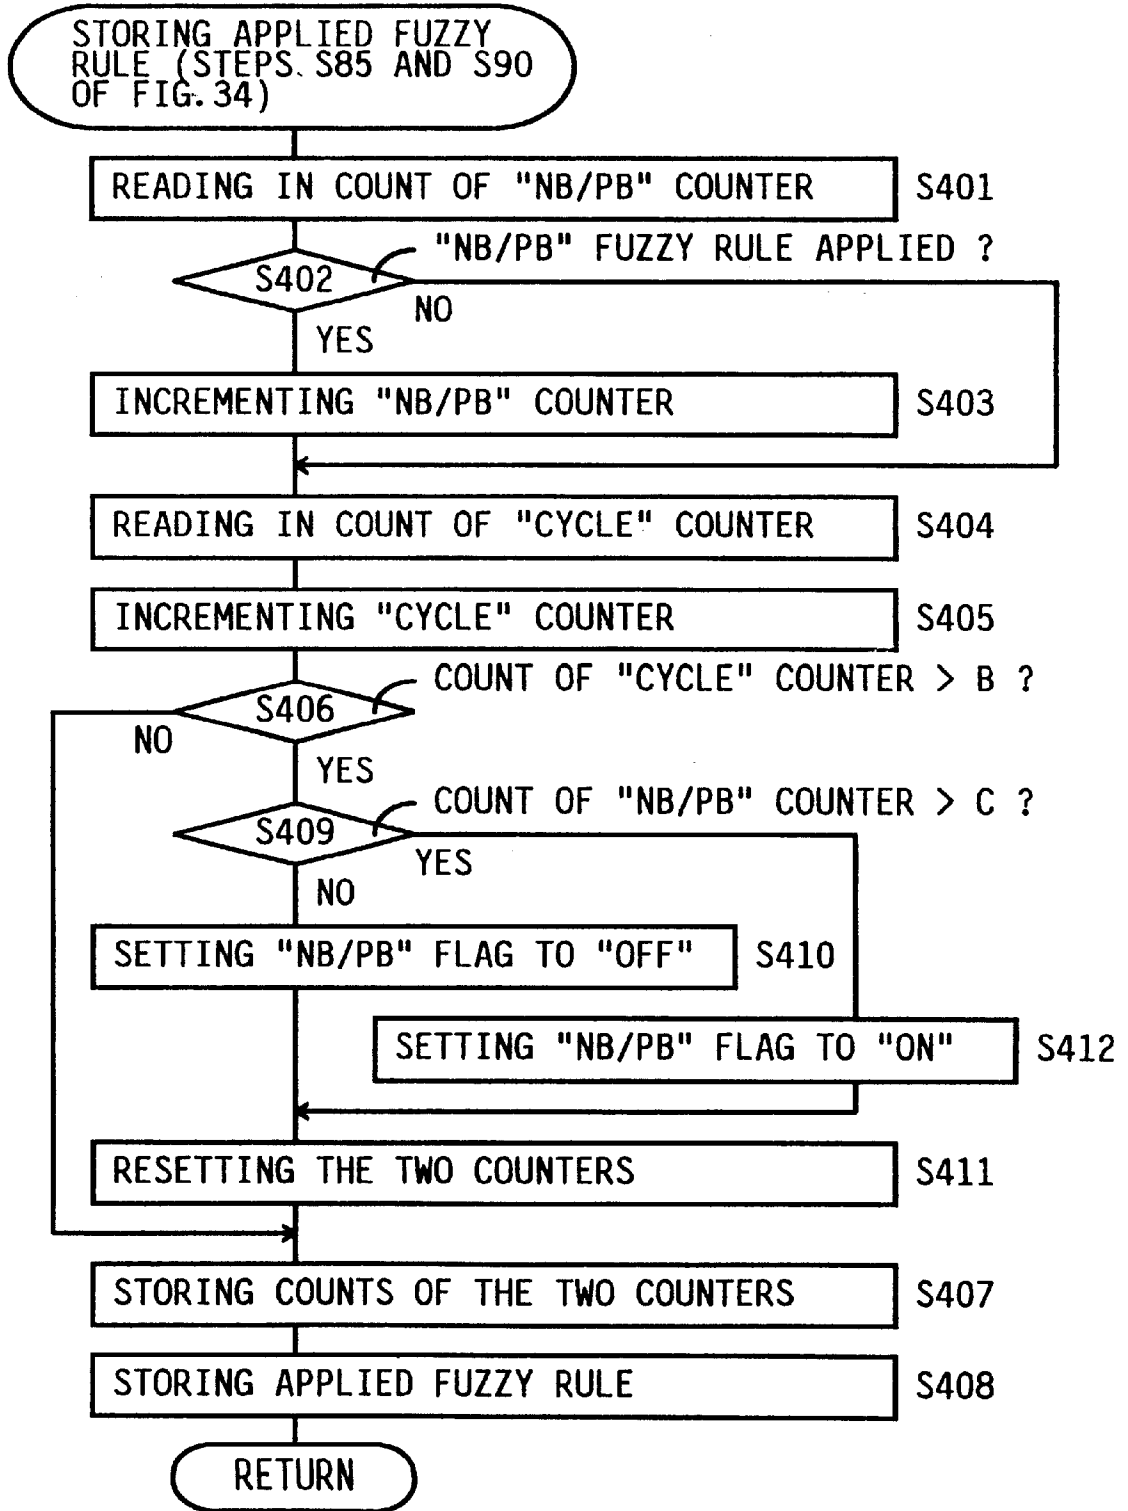 STORING APPLIED FUZZY
RULE (STEPS S85 AND S90
OF FIG.34)
READING IN COUNT OF "NB/PB" COUNTER
S401
"NB/PB" FUZZY RULE APPLIED ?
S402
NO
YES
INCREMENTING "NB/PB" COUNTER
S403
READING IN COUNT OF "CYCLE" COUNTER
S404
INCREMENTING "CYCLE" COUNTER
S405
COUNT OF "CYCLE" COUNTER > B ?
S406
NO
YES
COUNT OF "NB/PB" COUNTER > C ?
S409
YES
NO
SETTING "NB/PB" FLAG TO "OFF"
S410
SETTING "NB/PB" FLAG TO "ON"
S412
RESETTING THE TWO COUNTERS
S411
STORING COUNTS OF THE TWO COUNTERS
S407
STORING APPLIED FUZZY RULE
S408
RETURN